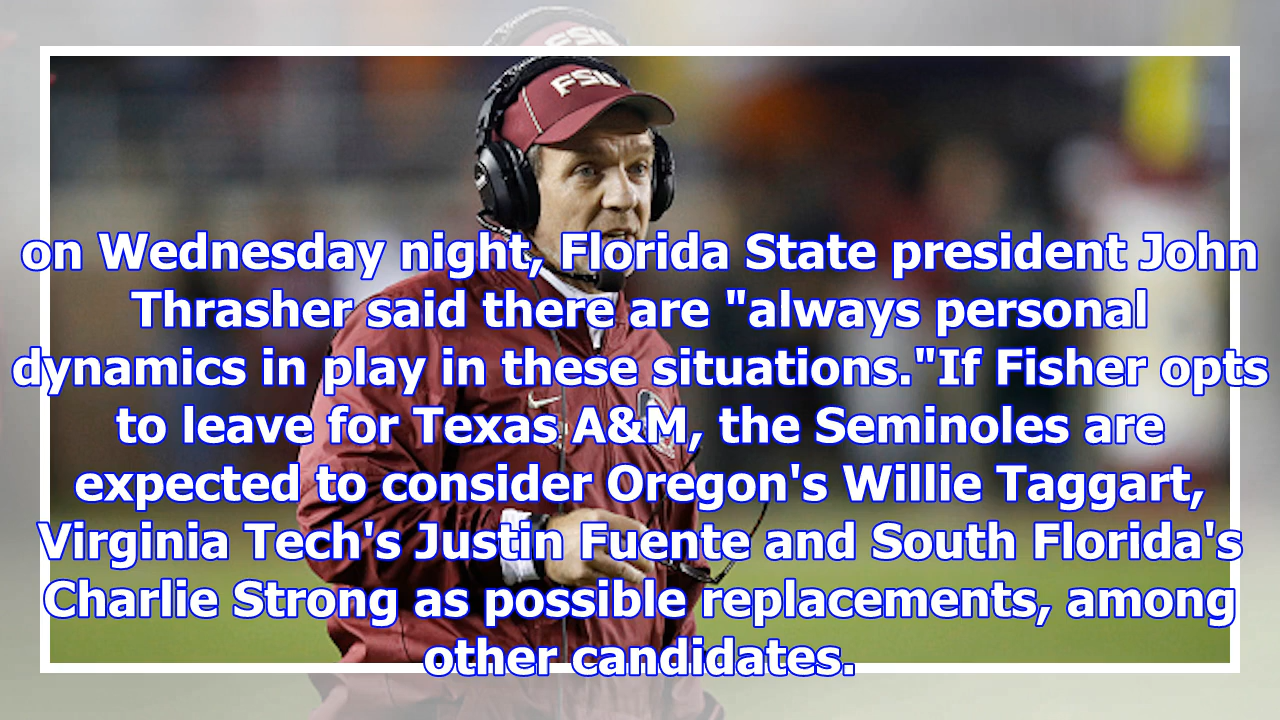 FSU
FSU
on Wednesday night, Florida State president John
Thrasher said there are "always personal
dynamics in play in these situations."If Fisher opts
to leave for Texas A&M, the Seminoles are
expected to consider Oregon's Willie Taggart,
Virginia Tech's Justin Fuente and South Florida's
Charlie Strong as possible replacements, among
other candidates.